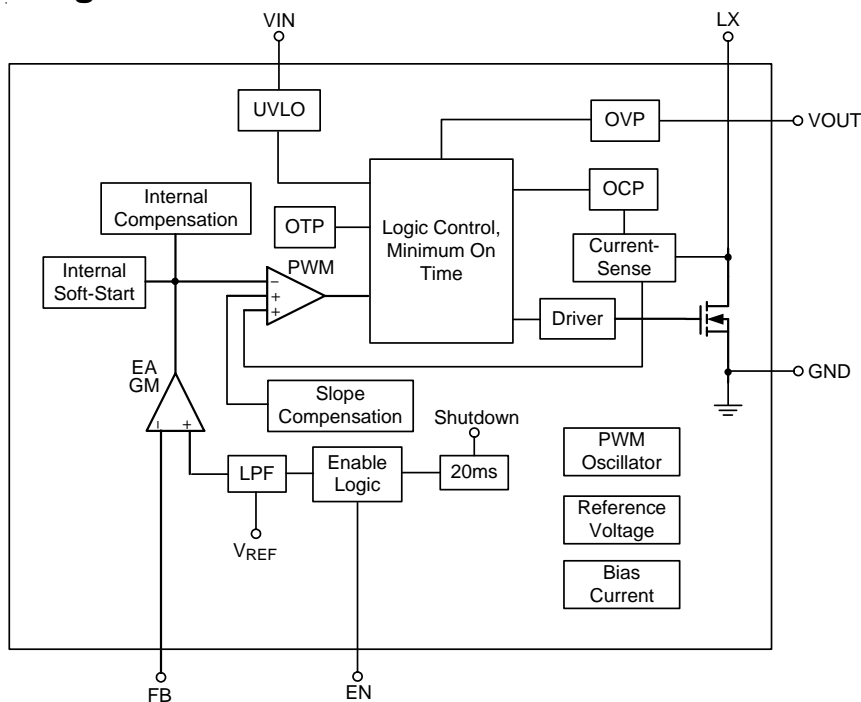 VIN
LX
UVLO
OVP
VOUT
Internal
Compensation
OTP
Logic Control,
Minimum On
Time
OCP
Current-
Sense
Internal
Soft-Start
PWM
−
+
+
Driver
EA
GM
− +
GND
Slope
Compensation
Shutdown
LPF
Enable
Logic
20ms
VREF
PWM
Oscillator
Reference
Voltage
Bias
Current
FB
EN